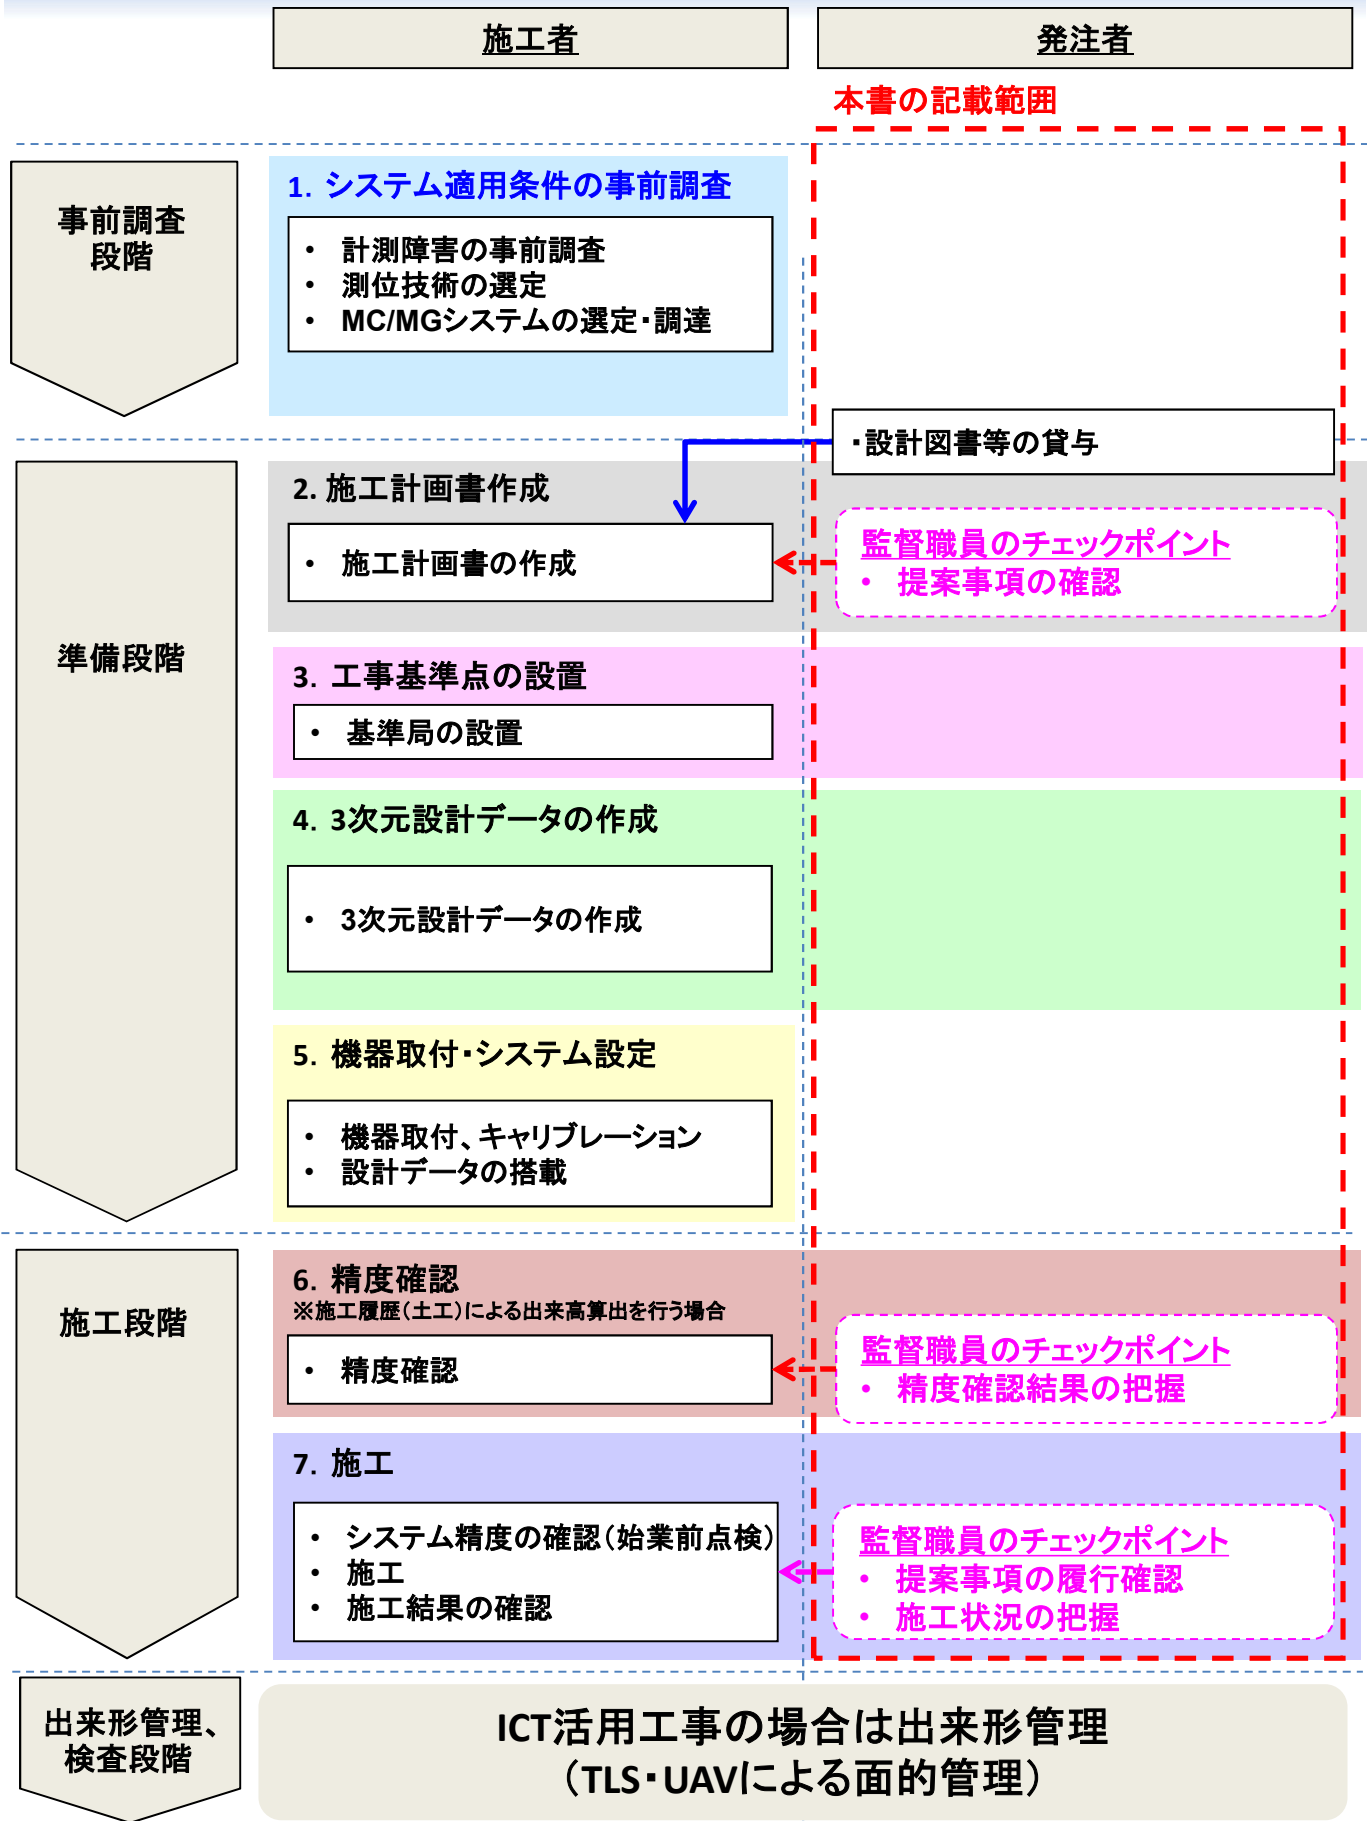 施工者
発注者
本書の記載範囲
事前調査
段階
1. システム適用条件の事前調査
• 計測障害の事前調査
• 測位技術の選定
• MC/MGシステムの選定・調達
・設計図書等の貸与
準備段階
2. 施工計画書作成
• 施工計画書の作成
監督職員のチェックポイント
• 提案事項の確認
3. 工事基準点の設置
• 基準局の設置
4. 3次元設計データの作成
• 3次元設計データの作成
5. 機器取付・システム設定
• 機器取付、キャリブレーション
• 設計データの搭載
施工段階
6. 精度確認
※施工履歴（土工）による出来高算出を行う場合
• 精度確認
監督職員のチェックポイント
• 精度確認結果の把握
7. 施工
• システム精度の確認（始業前点検）
• 施工
• 施工結果の確認
監督職員のチェックポイント
• 提案事項の履行確認
• 施工状況の把握
出来形管理、
検査段階
ICT活用工事の場合は出来形管理
（TLS・UAVによる面的管理）